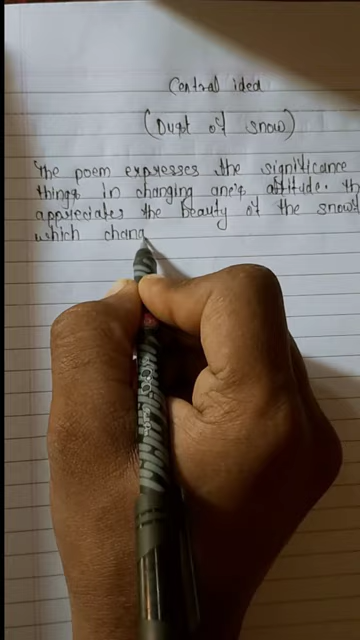 Central idea
(Dust of snow)
The poem expresses the significance
things in changing one's attitude. Th
appreciates the beauty of the snowf
which chang